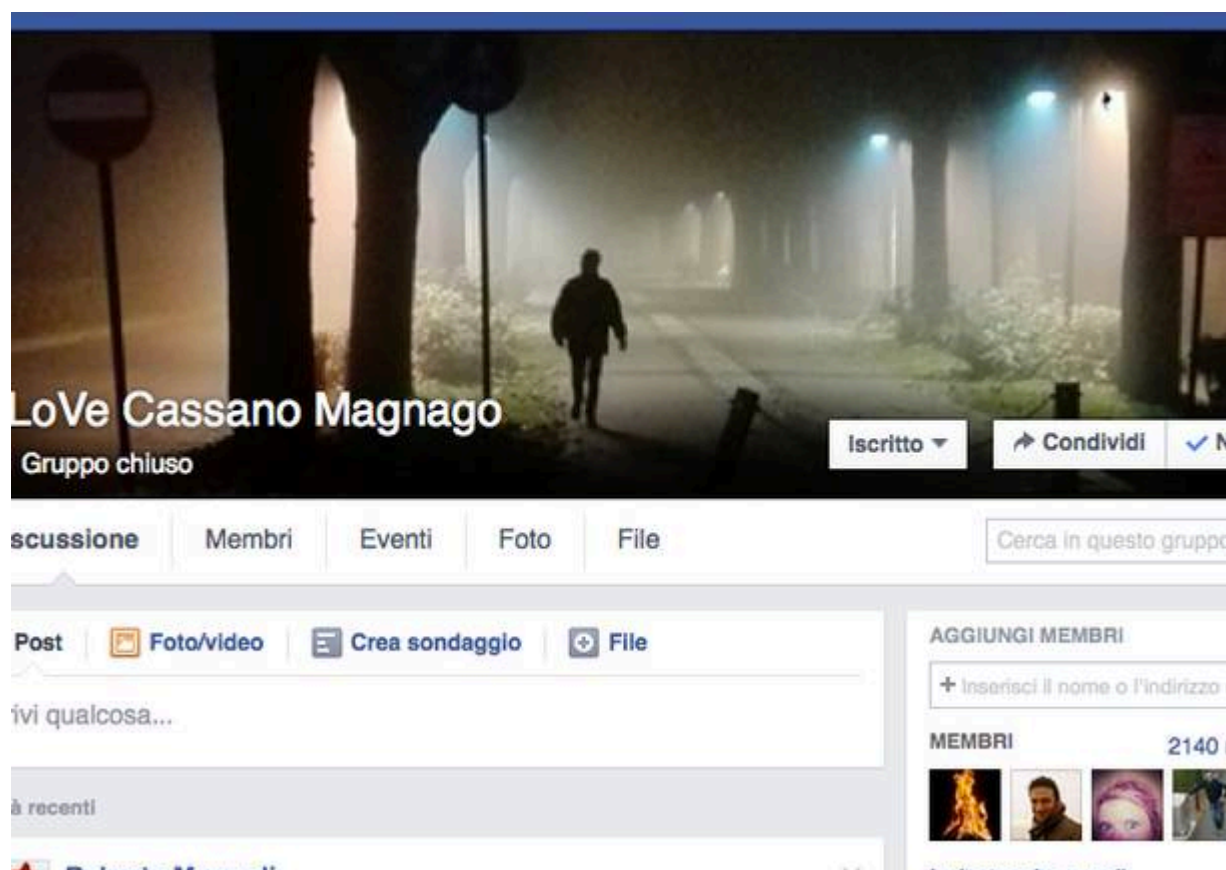 LoVe Cassano Magnago
Gruppo chiuso
Iscritto
Condividi
N
scussione Membri Eventi Foto File
Cerca in questo gruppo
Post Foto/video Crea sondaggio File
AGGIUNGI MEMBRI
+ Inserisci il nome o l'indirizzo
ivi qualcosa...
MEMBRI 2140
à recenti